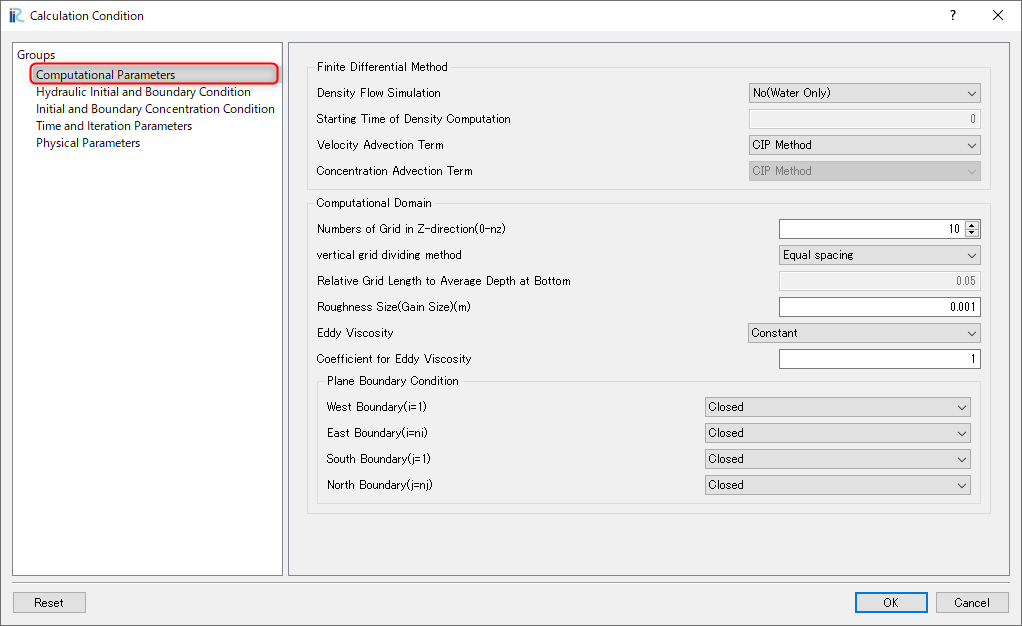 iRC Calculation Condition ?
Groups
Computational Parameters
Hydraulic Initial and Boundary Condition
Initial and Boundary Concentration Condition
Time and Iteration Parameters
Physical Parameters
Finite Differential Method
Density Flow Simulation No(Water Only)
Starting Time of Density Computation 0
Velocity Advection Term CIP Method
Concentration Advection Term CIP Method
Computational Domain
Numbers of Grid in Z-direction(0-nz) 10
vertical grid dividing method Equal spacing
Relative Grid Length to Average Depth at Bottom 0.05
Roughness Size(Gain Size)(m) 0.001
Eddy Viscosity Constant
Coefficient for Eddy Viscosity 1
Plane Boundary Condition
West Boundary(i=1) Closed
East Boundary(i=ni) Closed
South Boundary(j=1) Closed
North Boundary(j=nj) Closed
Reset OK Cancel